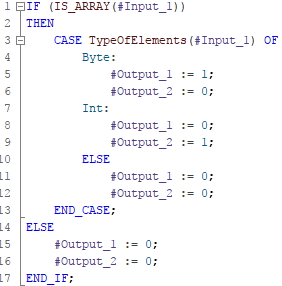 1 IF (IS_ARRAY(#Input_1))
2 THEN
3 CASE TypeOfElements(#Input_1) OF
4 Byte:
5 #Output_1 := 1;
6 #Output_2 := 0;
7 Int:
8 #Output_1 := 0;
9 #Output_2 := 1;
10 ELSE
11 #Output_1 := 0;
12 #Output_2 := 0;
13 END_CASE;
14 ELSE
15 #Output_1 := 0;
16 #Output_2 := 0;
17 END_IF;